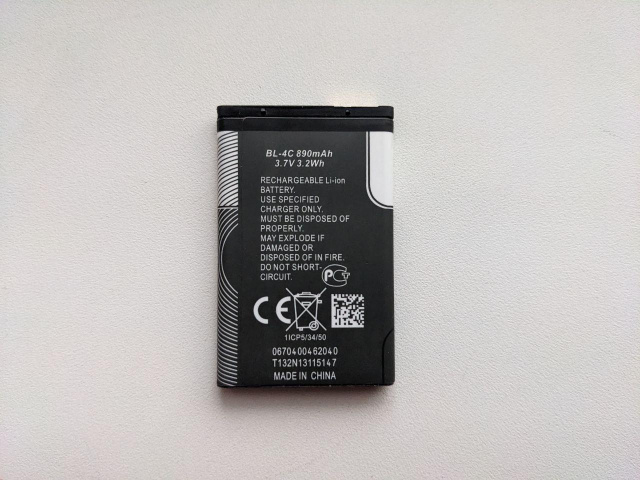 BL-4C 890mAh
3.7V 3.2Wh
RECHARGEABLE Li-ion
BATTERY.
USE SPECIFIED
CHARGER ONLY.
MUST BE DISPOSED OF
PROPERLY.
MAY EXPLODE IF
DAMAGED OR
DISPOSED OF IN FIRE.
DO NOT SHORT-
CIRCUIT.
РСТ
CE
1ICP5/34/50
0670400462040
T132N13115147
MADE IN CHINA